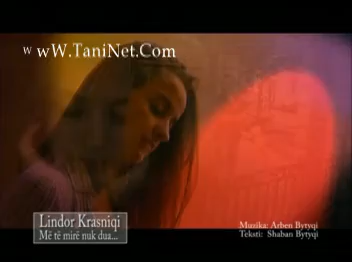 w wW.TaniNet.Com
Lindor Krasniqi
Më të mirë nuk dua...
Muzika: Arben Bytyqi
Teksti: Shaban Bytyqi